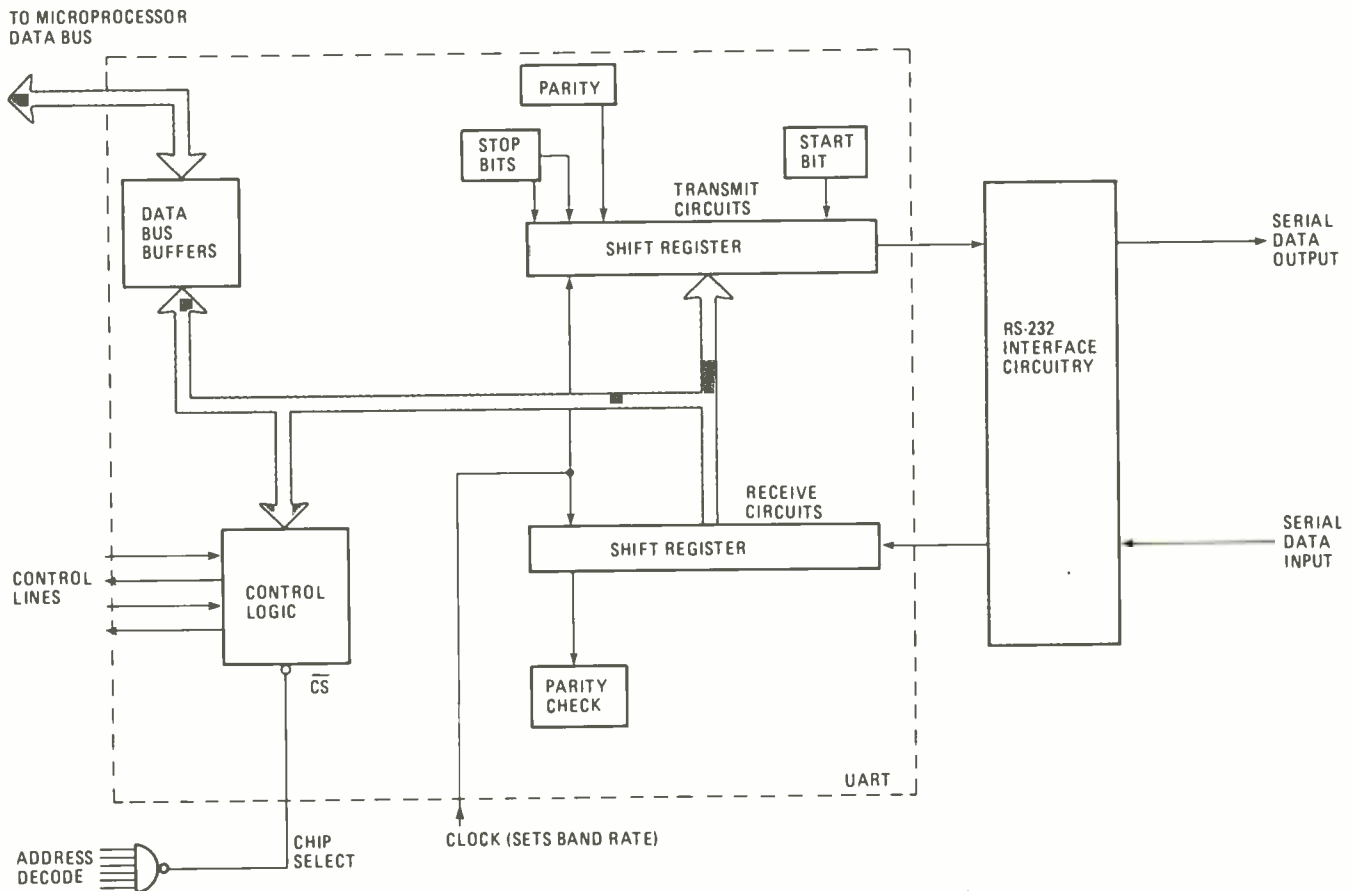 TO MICROPROCESSOR
DATA BUS
PARITY
STOP
BITS
START
BIT
TRANSMIT
CIRCUITS
DATA
BUS
BUFFERS
SHIFT REGISTER
SERIAL
DATA
OUTPUT
RS-232
INTERFACE
CIRCUITRY
RECEIVE
CIRCUITS
SHIFT REGISTER
SERIAL
DATA
INPUT
CONTROL
LINES
CONTROL
LOGIC
CS
PARITY
CHECK
UART
CLOCK (SETS BAND RATE)
CHIP
SELECT
ADDRESS
DECODE